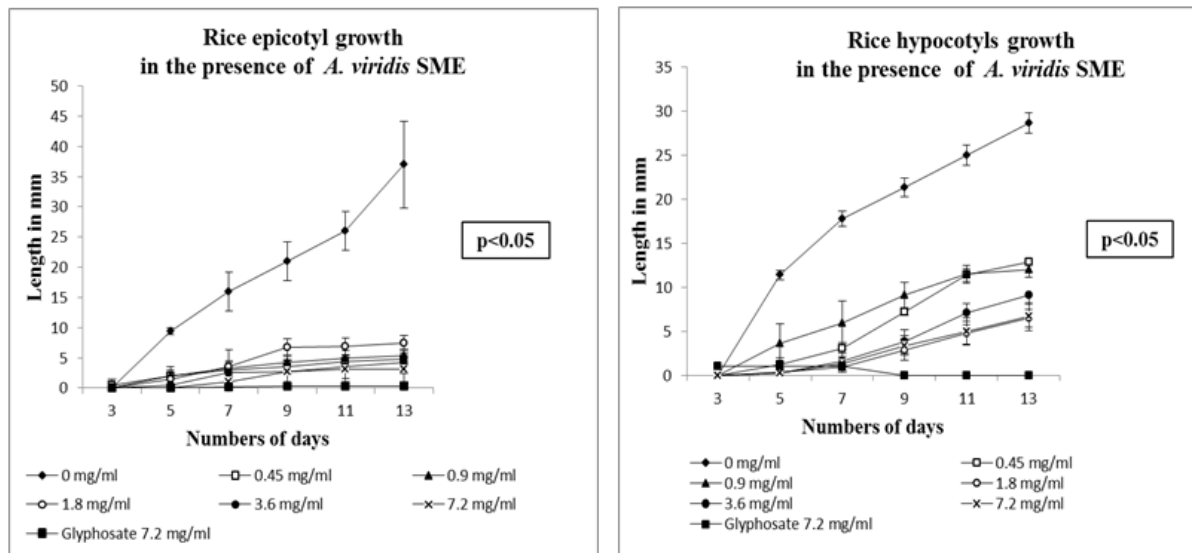 Rice epicotyl growth
in the presence of A. viridis SME
50
45
40
35
30
25
20
15
10
5
0
Length in mm
3 5 7 9 11 13
Numbers of days
p<0.05
0 mg/ml 0.45 mg/ml 0.9 mg/ml
1.8 mg/ml 3.6 mg/ml 7.2 mg/ml
Glyphosate 7.2 mg/ml
Rice hypocotyls growth
in the presence of A. viridis SME
35
30
25
20
15
10
5
0
Length in mm
3 5 7 9 11 13
Numbers of days
p<0.05
0 mg/ml 0.45 mg/ml
0.9 mg/ml 1.8 mg/ml
3.6 mg/ml 7.2 mg/ml
Glyphosate 7.2 mg/ml